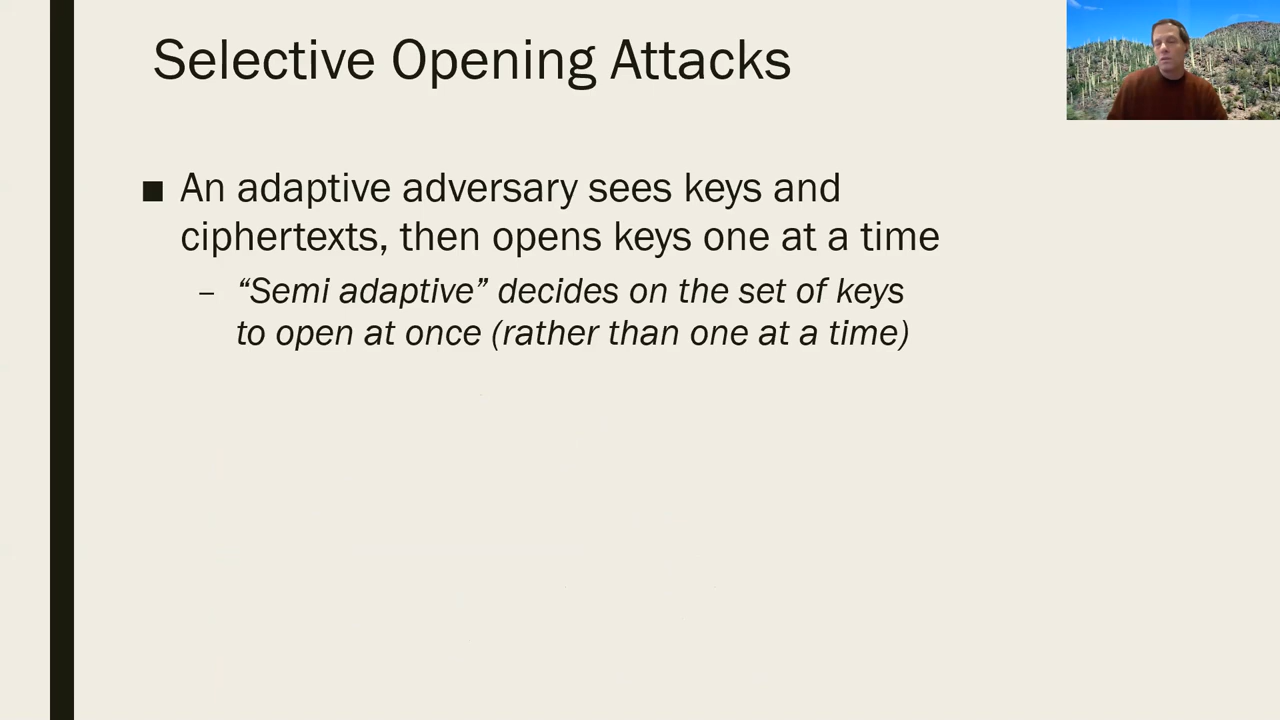 Selective Opening Attacks
■ An adaptive adversary sees keys and
ciphertexts, then opens keys one at a time
– “Semi adaptive” decides on the set of keys
to open at once (rather than one at a time)